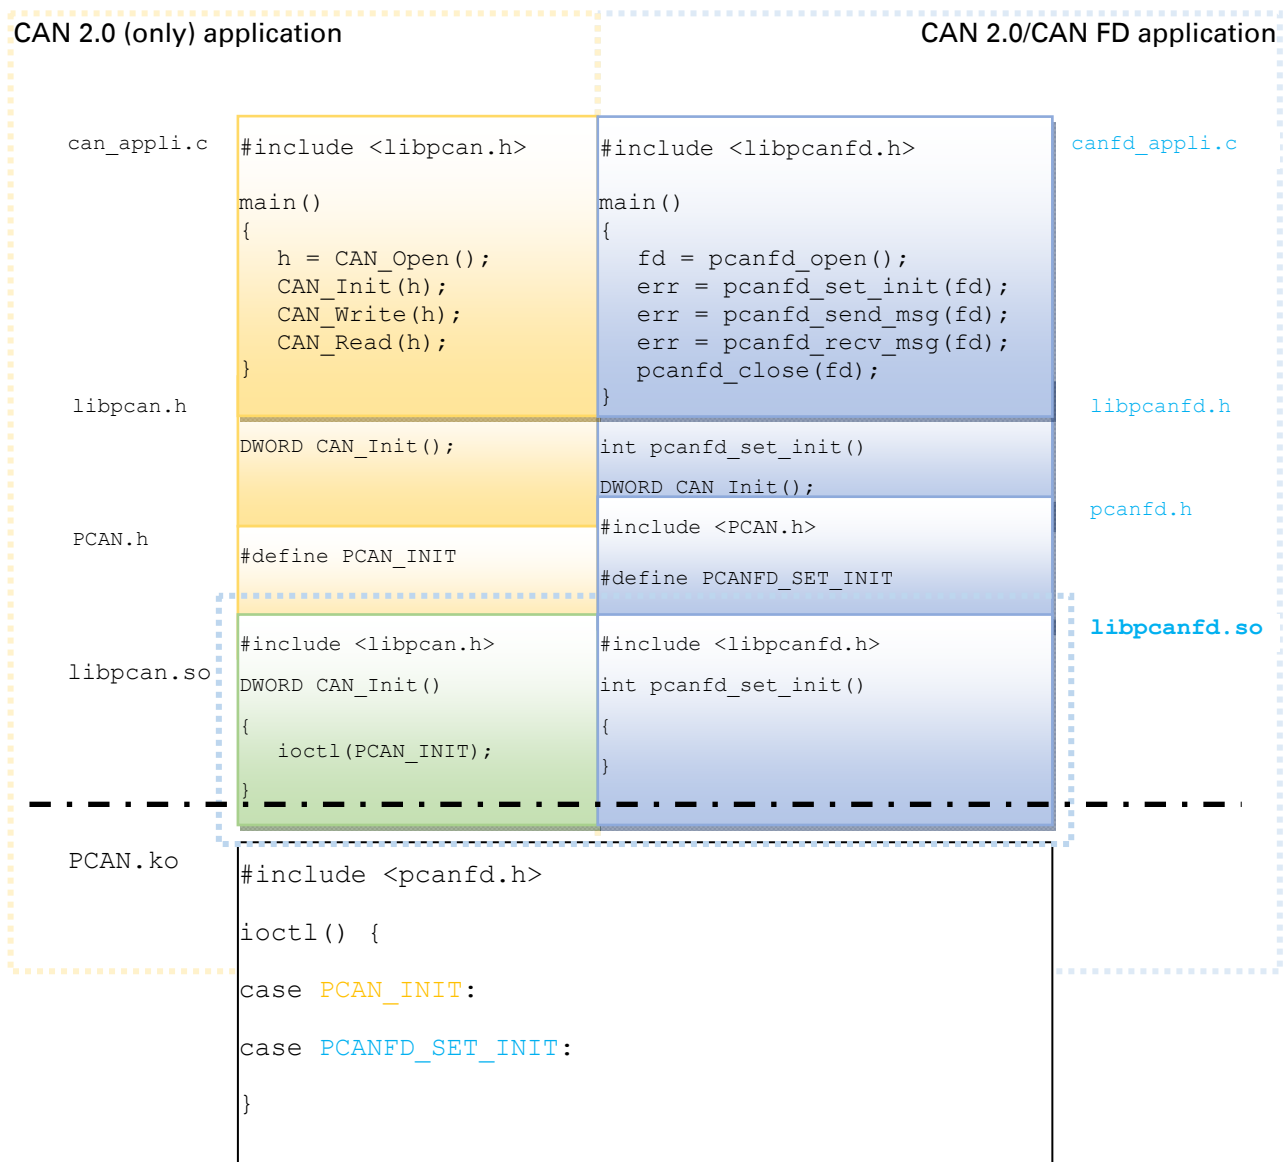 CAN 2.0 (only) application
CAN 2.0/CAN FD application
can_appli.c
#include <libpcan.h>
main()
{
h = CAN_Open();
CAN_Init(h);
CAN_Write(h);
CAN_Read(h);
}
#include <libpcanfd.h>
main()
{
fd = pcanfd_open();
err = pcanfd_set_init(fd);
err = pcanfd_send_msg(fd);
err = pcanfd_recv_msg(fd);
pcanfd_close(fd);
}
canfd_appli.c
libpcan.h
DWORD CAN_Init();
int pcanfd_set_init()
DWORD CAN_Init();
libpcanfd.h
PCAN.h
#define PCAN_INIT
#include <PCAN.h>
#define PCANFD_SET_INIT
pcanfd.h
libpcan.so
#include <libpcan.h>
DWORD CAN_Init()
{
ioctl(PCAN_INIT);
}
#include <libpcanfd.h>
int pcanfd_set_init()
{
}
libpcanfd.so
PCAN.ko
#include <pcanfd.h>
ioctl() {
case PCAN_INIT:
case PCANFD_SET_INIT:
}